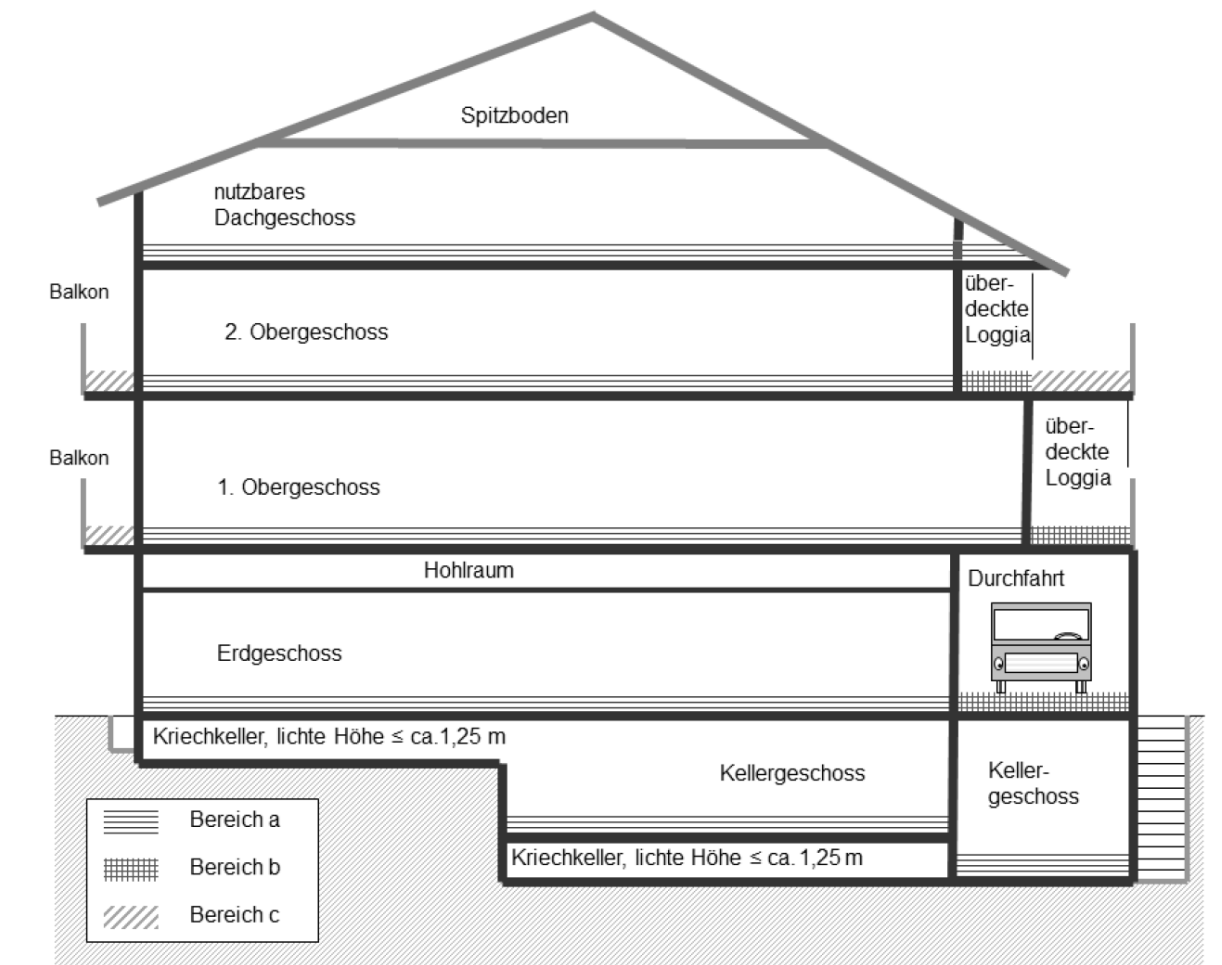 Spitzboden
nutzbares
Dachgeschoss
Balkon
2. Obergeschoss
über-
deckte
Loggia
Balkon
1. Obergeschoss
über-
deckte
Loggia
Hohlraum
Durchfahrt
Erdgeschoss
Kriechkeller, lichte Höhe ≤ ca.1,25 m
Kellergeschoss
Keller-
geschoss
Kriechkeller, lichte Höhe ≤ ca. 1,25 m
Bereich a
Bereich b
Bereich c